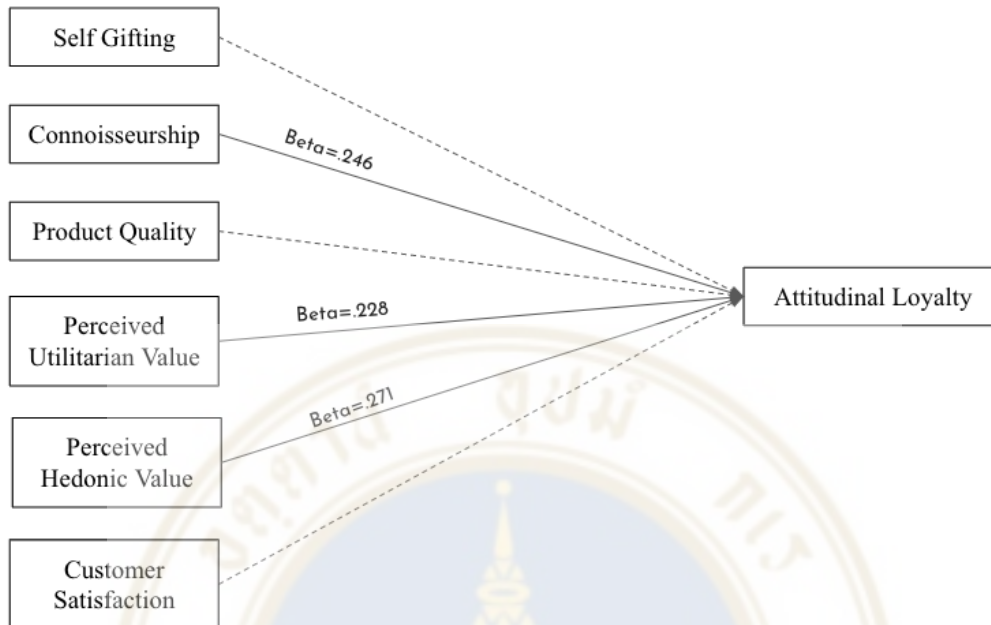 Self Gifting
Connoisseurship
Beta=.246
Product Quality
Attitudinal Loyalty
Perceived
Utilitarian Value
Beta=.228
Perceived
Hedonic Value
Beta=.271
Customer
Satisfaction